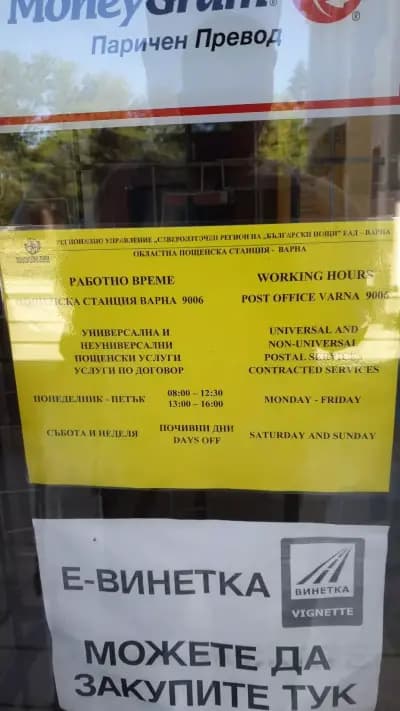 MoneyGram®
Паричен Превод
РЕГИОНАЛНО УПРАВЛЕНИЕ „СЕВЕРОИЗТОЧЕН РЕГИОН НА „БЪЛГАРСКИ ПОЩИ" ЕАД – ВАРНА
ОБЛАСТНА ПОЩЕНСКА СТАНЦИЯ - ВАРНА
РАБОТНО ВРЕМЕ WORKING HOURS
ПОЩЕНСКА СТАНЦИЯ ВАРНА 9006 POST OFFICE VARNA 9006
УНИВЕРСАЛНА И UNIVERSAL AND
НЕУНИВЕРСАЛНИ NON-UNIVERSAL
ПОЩЕНСКИ УСЛУГИ POSTAL SERVICES
УСЛУГИ ПО ДОГОВОР CONTRACTED SERVICES
ПОНЕДЕЛНИК - ПЕТЪК 08:00 – 12:30 MONDAY - FRIDAY
13:00 – 16:00
СЪБОТА И НЕДЕЛЯ ПОЧИВНИ ДНИ SATURDAY AND SUNDAY
DAYS OFF
Е-ВИНЕТКА
ВИНЕТКА
VIGNETTE
МОЖЕТЕ ДА
ЗАКУПИТЕ ТУК